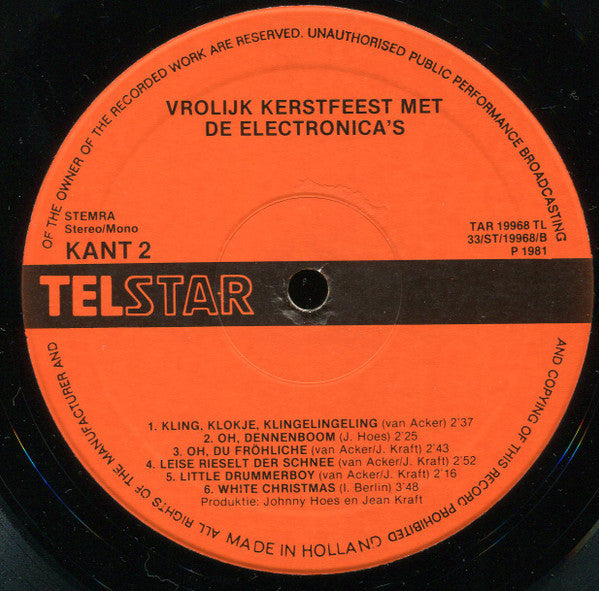 OF THE OWNER OF THE RECORDED WORK ARE RESERVED. UNAUTHORISED PUBLIC PERFORMANCE BROADCASTING
VROLIJK KERSTFEEST MET
DE ELECTRONICA'S
STEMRA
Stereo/Mono
KANT 2
TAR 19968 TL
33/ST/19968/B
P 1981
TELSTAR
1. KLING, KLOKJE, KLINGELINGELING (van Acker) 2'37
2. OH, DENNENBOOM (J. Hoes) 2'25
3. OH, DU FRÖHLICHE (van Acker/J. Kraft) 2'43
4. LEISE RIESELT DER SCHNEE (van Acker/J. Kraft) 2'52
5. LITTLE DRUMMERBOY (van Acker/J. Kraft) 2'16
6. WHITE CHRISTMAS (I. Berlin) 3'48
Produktie: Johnny Hoes en Jean Kraft
AND COPYING OF THIS RECORD PROHIBITED
MADE IN HOLLAND
ALL RIGHTS OF THE MANUFACTURER AND